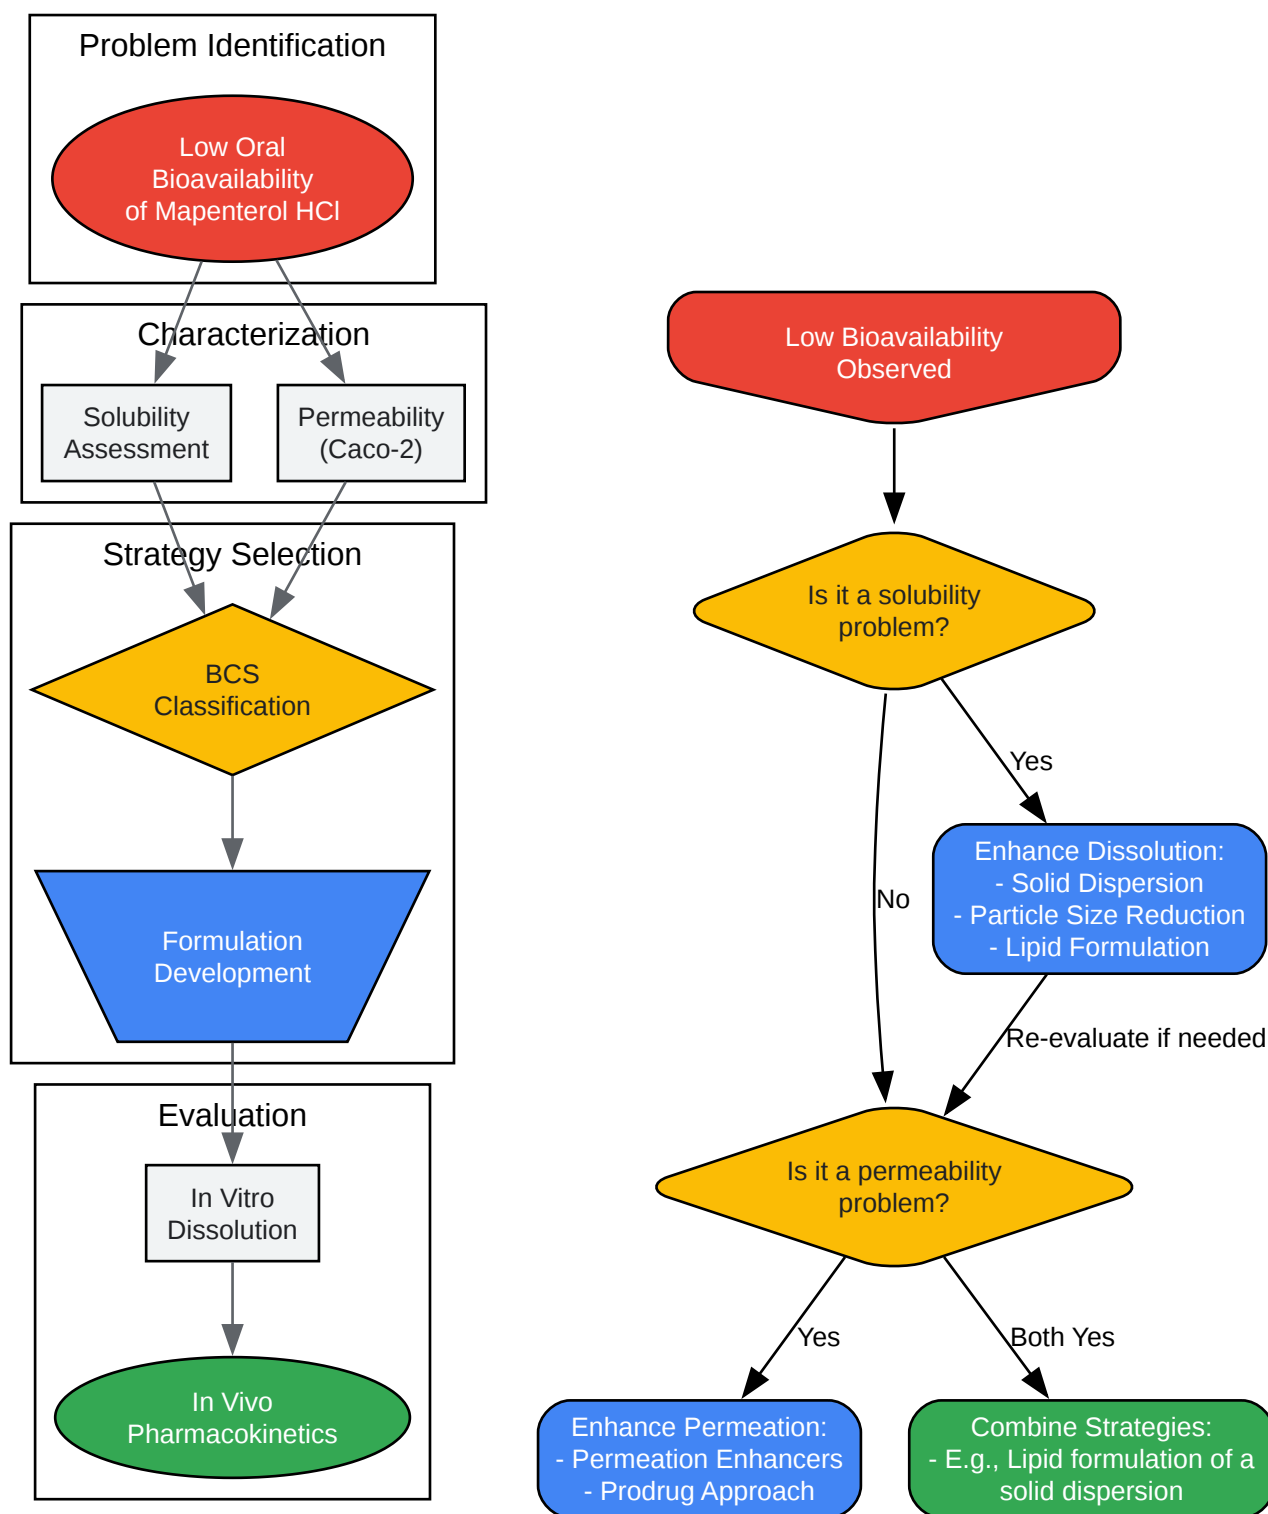 Problem Identification
Low Oral
Bioavailability
of Mapenterol HCl
Characterization
Solubility
Assessment
Permeability
(Caco-2)
Strategy Selection
BCS
Classification
Formulation
Development
Evaluation
In Vitro
Dissolution
In Vivo
Pharmacokinetics
Low Bioavailability
Observed
Is it a solubility
problem?
Yes
No
Enhance Dissolution:
- Solid Dispersion
- Particle Size Reduction
- Lipid Formulation
Re-evaluate if needed
Is it a permeability
problem?
Yes
Both Yes
Enhance Permeation:
- Permeation Enhancers
- Prodrug Approach
Combine Strategies:
- E.g., Lipid formulation of a
solid dispersion